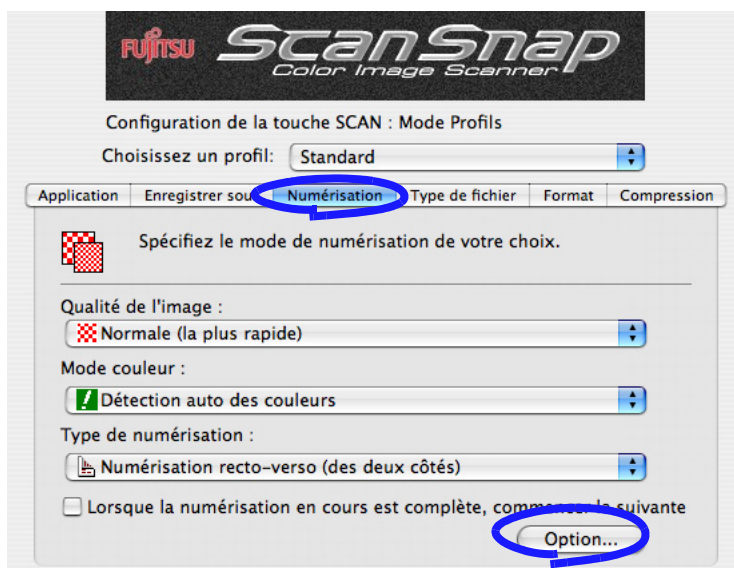 FUJITSU ScanSnap
Color Image Scanner
Configuration de la touche SCAN : Mode Profils
Choisissez un profil: Standard
Application Enregistrer sous Numérisation Type de fichier Format Compression
Spécifiez le mode de numérisation de votre choix.
Qualité de l'image :
Normale (la plus rapide)
Mode couleur :
Détection auto des couleurs
Type de numérisation :
Numérisation recto-verso (des deux côtés)
Lorsque la numérisation en cours est complète, commencer la suivante
Option...